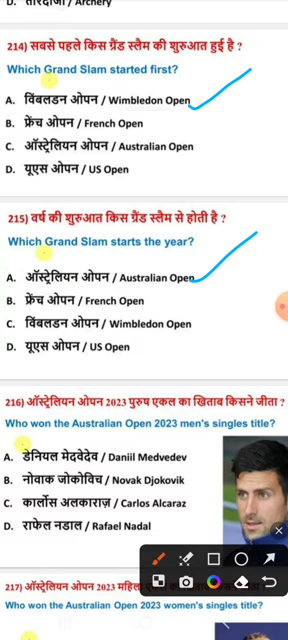 D. तीरंदाजी / Archery
214) सबसे पहले किस ग्रैंड स्लैम की शुरुआत हुई है ?
Which Grand Slam started first?
A. विंबलडन ओपन / Wimbledon Open
B. फ्रेंच ओपन / French Open
C. ऑस्ट्रेलियन ओपन / Australian Open
D. यूएस ओपन / US Open
215) वर्ष की शुरुआत किस ग्रैंड स्लैम से होती है ?
Which Grand Slam starts the year?
A. ऑस्ट्रेलियन ओपन / Australian Open
B. फ्रेंच ओपन / French Open
C. विंबलडन ओपन / Wimbledon Open
D. यूएस ओपन / US Open
216) ऑस्ट्रेलियन ओपन 2023 पुरुष एकल का खिताब किसने जीता ?
Who won the Australian Open 2023 men's singles title?
A. डेनियल मेदवेदेव / Daniil Medvedev
B. नोवाक जोकोविच / Novak Djokovik
C. कार्लोस अलकाराज़ / Carlos Alcaraz
D. राफेल नडाल / Rafael Nadal
217) ऑस्ट्रेलियन ओपन 2023
Who won the Australian Open 2023 women's singles title?